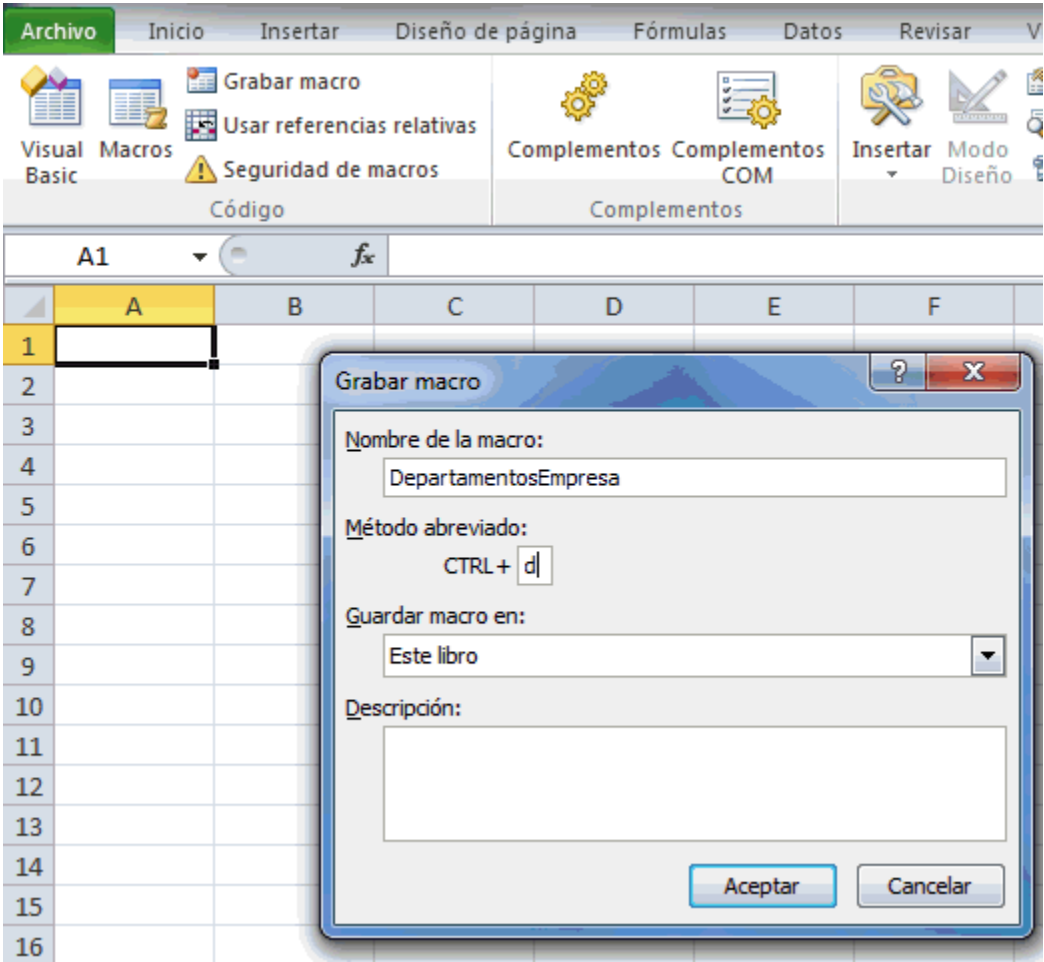 Archivo Inicio Insertar Diseño de página Fórmulas Datos Revisar V
Visual Basic
Macros
Grabar macro
Usar referencias relativas
Seguridad de macros
Código
Complementos
Complementos COM
Complementos
Insertar
Modo Diseño
A1 fx
A B C D E F
1
2
3
4
5
6
7
8
9
10
11
12
13
14
15
16
Grabar macro ? X
Nombre de la macro:
DepartamentosEmpresa
Método abreviado:
CTRL+ d
Guardar macro en:
Este libro
Descripción:
Aceptar Cancelar